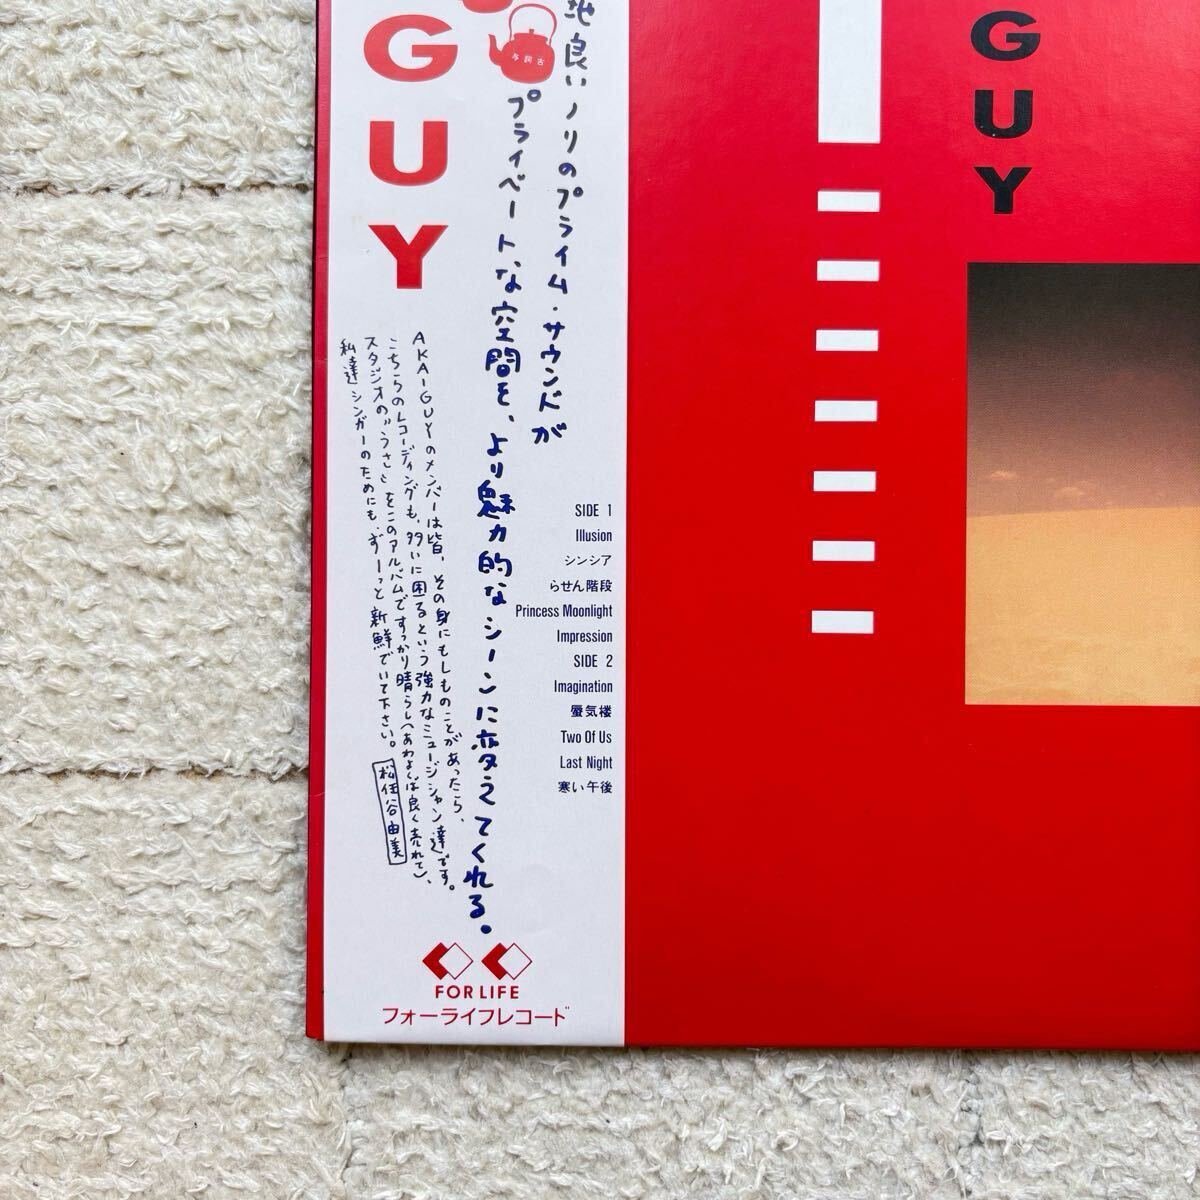 GUY
与詞古
地良いノリのプライム・サウンドが
プライベートな空間を、より魅力的なシーンに変えてくれる。
AKAI-GUYのメンバーは皆、その身にもしものことがあったら、
こちらのレコーディングも、多いに困るという強力なミュージシャン達です。
スタジオの"うさ"をこのアルバムですっかり晴らし(あわよくば良く売れて)、
私達シンガーのためにも、ずーっと新鮮でいて下さい。
松任谷由美
SIDE 1
Illusion
シンシア
らせん階段
Princess Moonlight
Impression
SIDE 2
Imagination
蜃気楼
Two Of Us
Last Night
寒い午後
FOR LIFE
フォーライフレコード
GUY